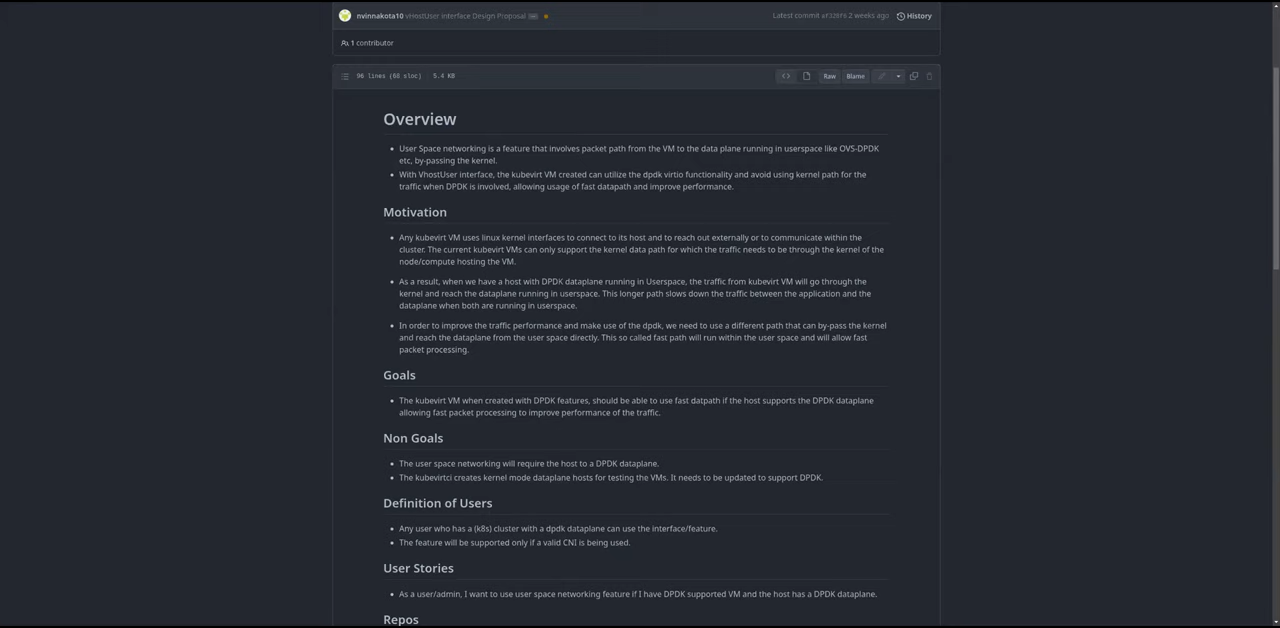 nvinnakota10 vHostUser Interface Design Proposal
Latest commit 2 weeks ago History
1 contributor
96 lines (68 sloc) 5.4 KB
Raw Blame
Overview
• User Space networking is a feature that involves packet path from the VM to the data plane running in userspace like OVS-DPDK
etc, by-passing the kernel.
• With VhostUser interface, the kubevirt VM created can utilize the dpdk virtio functionality and avoid using kernel path for the
traffic when DPDK is involved, allowing usage of fast datapath and improve performance.
Motivation
• Any kubevirt VM uses linux kernel interfaces to connect to its host and to reach out externally or to communicate within the
cluster. The current kubevirt VMs can only support the kernel data path for which the traffic needs to be through the kernel of the
node/compute hosting the VM.
• As a result, when we have a host with DPDK dataplane running in Userspace, the traffic from kubevirt VM will go through the
kernel and reach the dataplane running in userspace. This longer path slows down the traffic between the application and the
dataplane when both are running in userspace.
• In order to improve the traffic performance and make use of the dpdk, we need to use a different path that can by-pass the kernel
and reach the dataplane from the user space directly. This so called fast path will run within the user space and will allow fast
packet processing.
Goals
• The kubevirt VM when created with DPDK features, should be able to use fast datpath if the host supports the DPDK dataplane
allowing fast packet processing to improve performance of the traffic.
Non Goals
• The user space networking will require the host to a DPDK dataplane.
• The kubevirtci creates kernel mode dataplane hosts for testing the VMs. It needs to be updated to support DPDK.
Definition of Users
• Any user who has a (k8s) cluster with a dpdk dataplane can use the interface/feature.
• The feature will be supported only if a valid CNI is being used.
User Stories
• As a user/admin, I want to use user space networking feature if I have DPDK supported VM and the host has a DPDK dataplane.
Repos